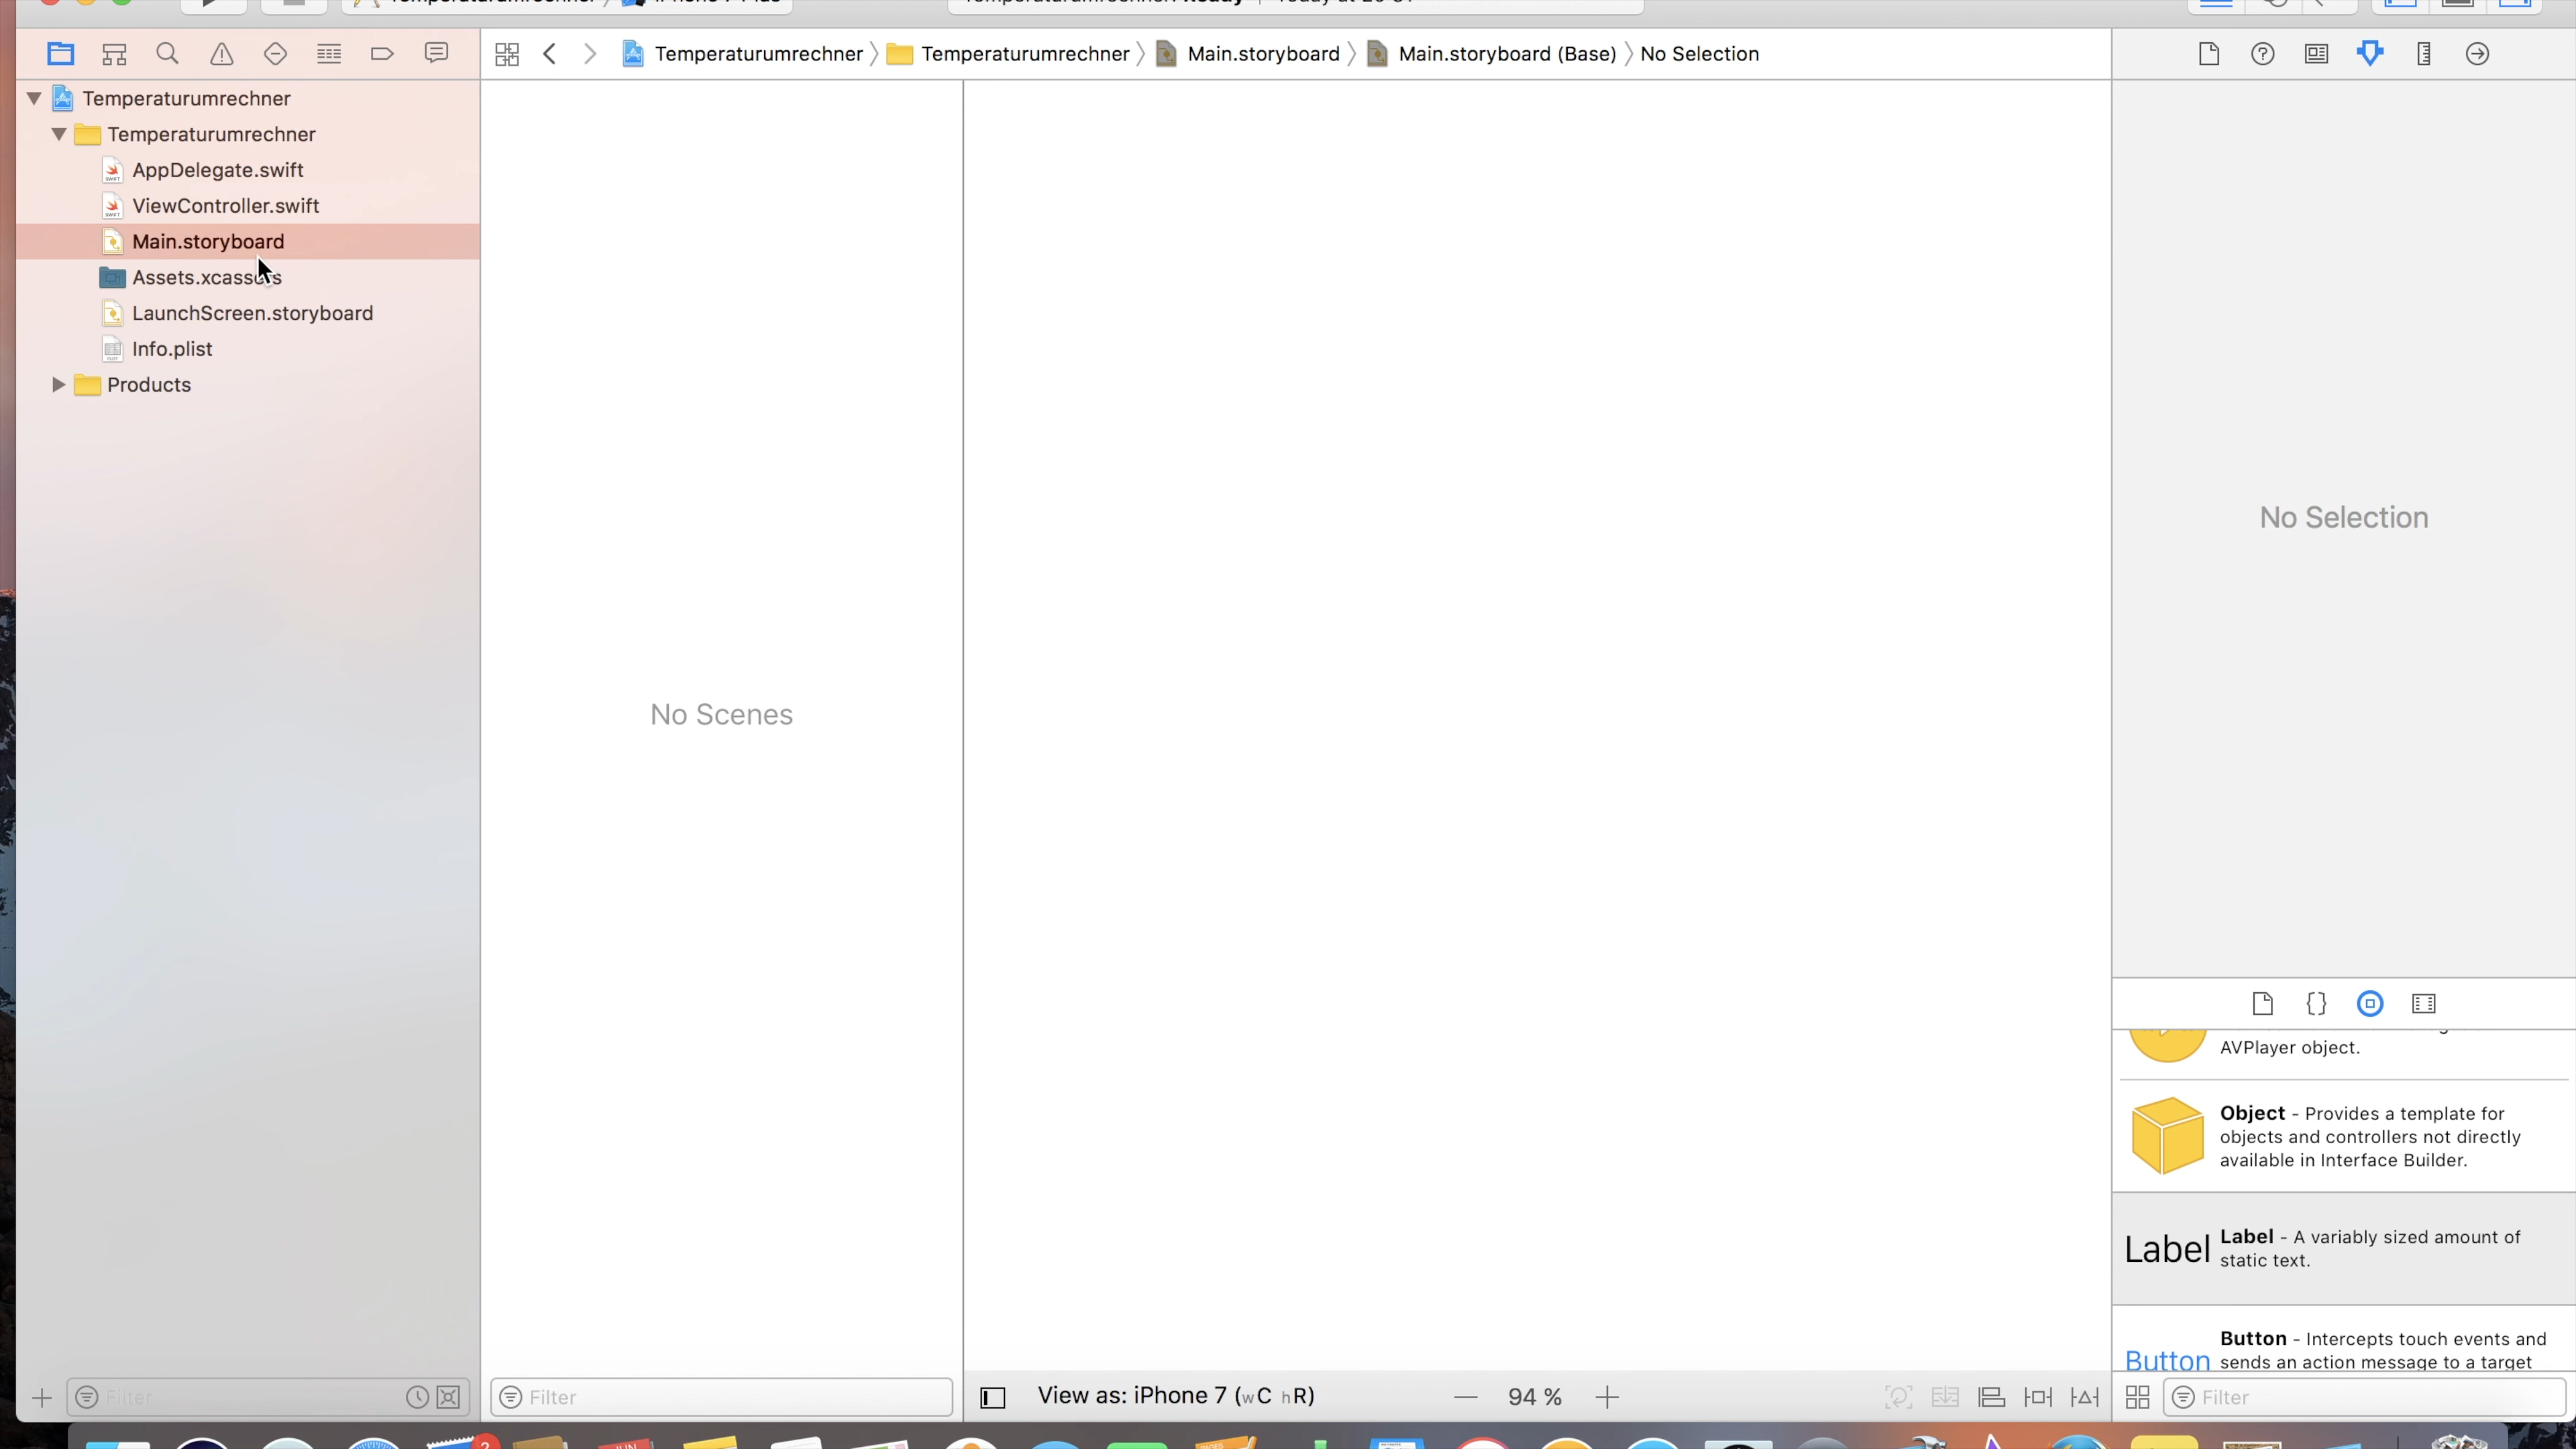 Temperaturumrechner
Temperaturumrechner
Main.storyboard
Main.storyboard (Base)
No Selection
Temperaturumrechner
Temperaturumrechner
AppDelegate.swift
ViewController.swift
Main.storyboard
Assets.xcassets
LaunchScreen.storyboard
Info.plist
Products
No Scenes
No Selection
AVPlayer object.
Object - Provides a template for
objects and controllers not directly
available in Interface Builder.
Label
Label - A variably sized amount of
static text.
Button
Button - Intercepts touch events and
sends an action message to a target
Filter
Filter
View as: iPhone 7 (wC hR)
94 %
Filter